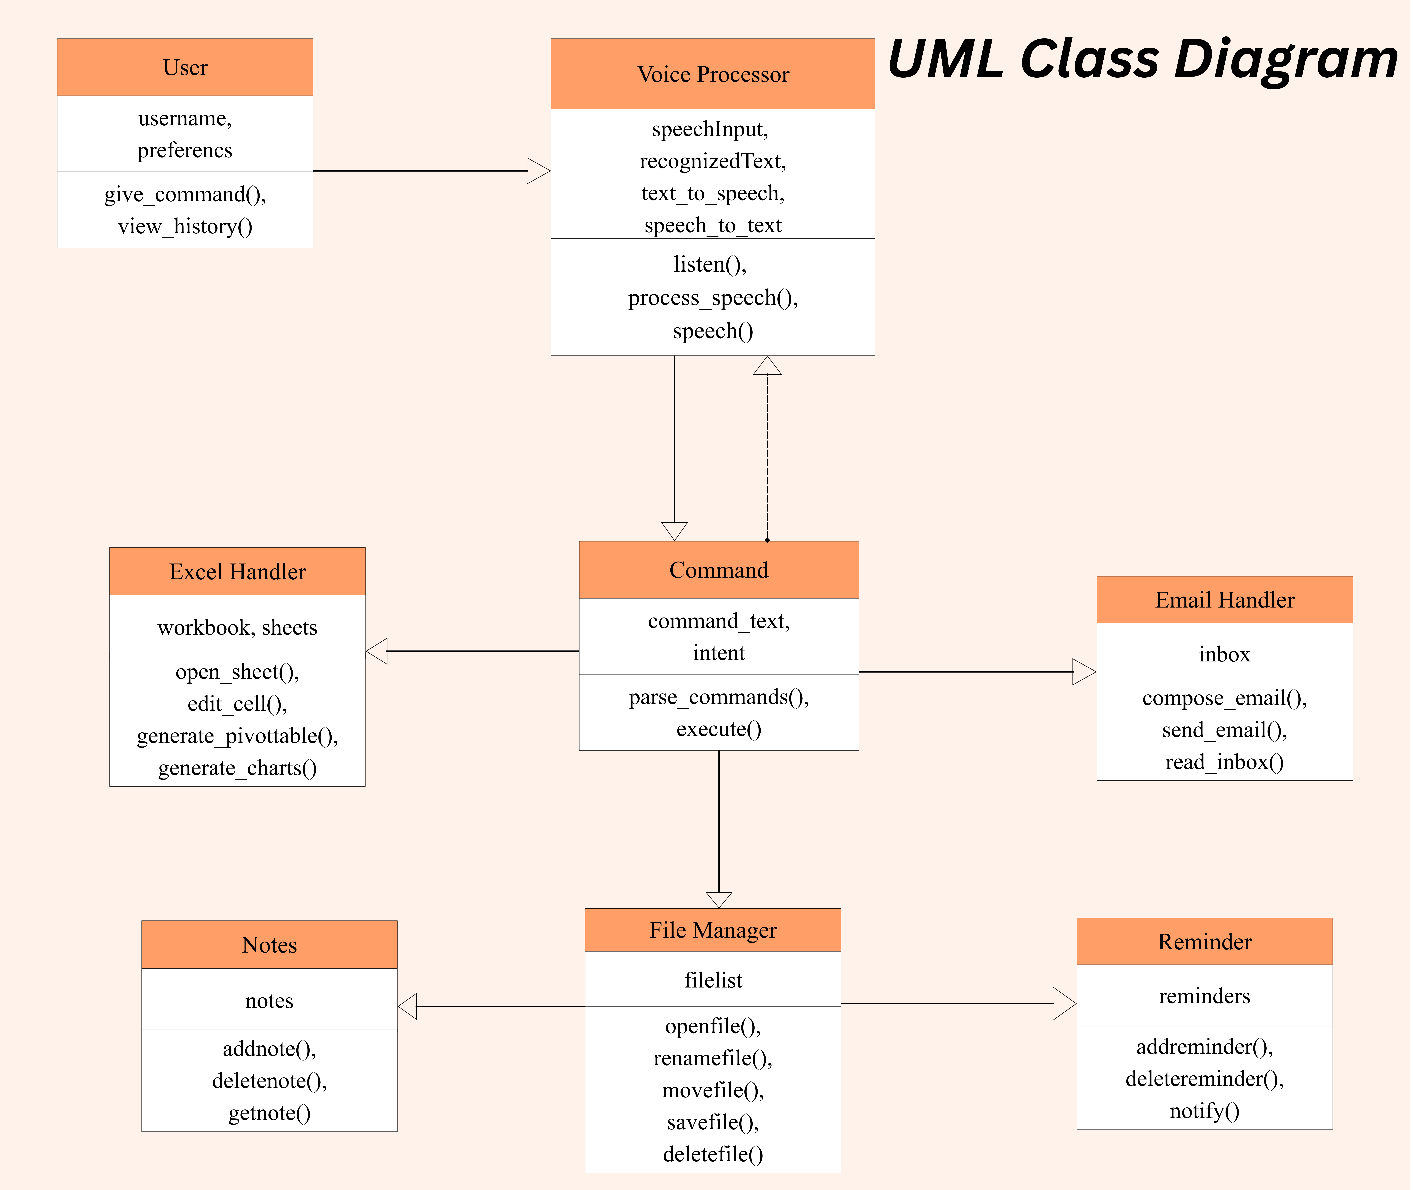 UML Class Diagram
User
username,
preferencs
give_command(),
view_history()
Voice Processor
speechInput,
recognizedText,
text_to_speech,
speech_to_text
listen(),
process_speech(),
speech()
Excel Handler
workbook, sheets
open_sheet(),
edit_cell(),
generate_pivottable(),
generate_charts()
Command
command_text,
intent
parse_commands(),
execute()
Email Handler
inbox
compose_email(),
send_email(),
read_inbox()
Notes
notes
addnote(),
deletenote(),
getnote()
File Manager
filelist
openfile(),
renamefile(),
movefile(),
savefile(),
deletefile()
Reminder
reminders
addreminder(),
deletereminder(),
notify()